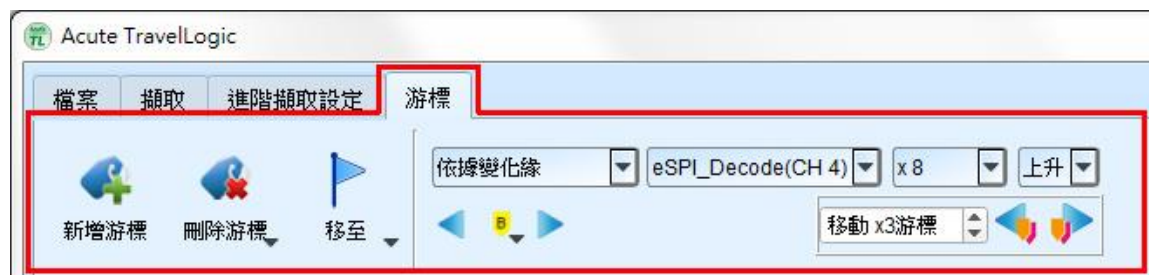 Acute TravelLogic
檔案 擷取 進階擷取設定 游標
依據變化緣 eSPI_Decode(CH 4) x 8 上升
新增游標 刪除游標 移至 B 移動 x3游標